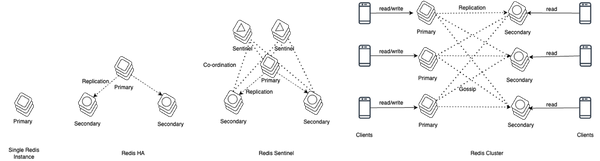 Primary
Single Redis
Instance
Replication
Primary
Secondary
Secondary
Redis HA
Sentinel
Sentinel
Co-ordination
Primary
Replication
Secondary
Secondary
Redis Sentinel
read/write
Replication
read
Primary
Secondary
read/write
read
Primary
Secondary
Gossip
read/write
read
Primary
Secondary
Clients
Clients
Redis Cluster